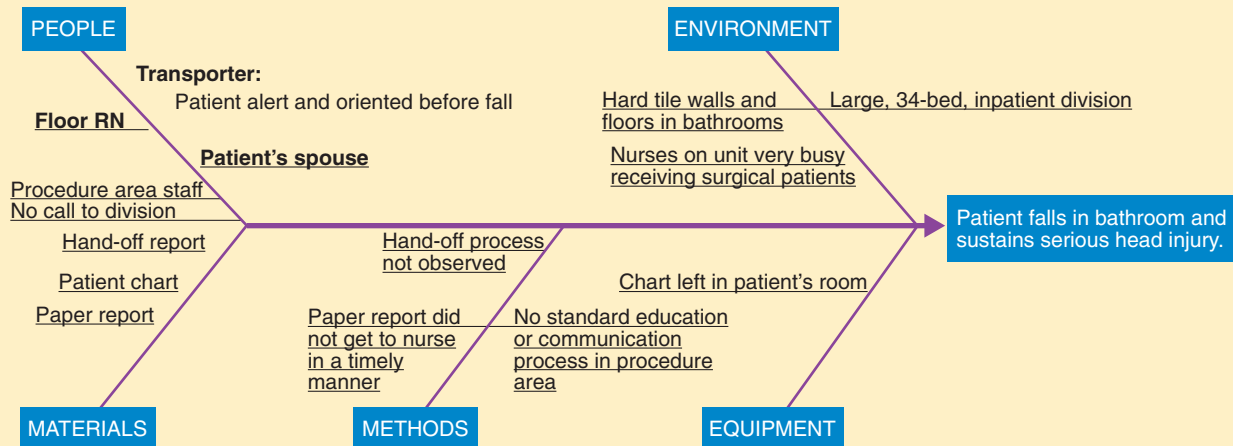 PEOPLE
Transporter:
Patient alert and oriented before fall
Floor RN
Patient’s spouse
Procedure area staff
No call to division
ENVIRONMENT
Hard tile walls and
floors in bathrooms
Large, 34-bed, inpatient division
Nurses on unit very busy
receiving surgical patients
Patient falls in bathroom and
sustains serious head injury.
Hand-off report
Patient chart
Paper report
MATERIALS
Hand-off process
not observed
Paper report did
not get to nurse
in a timely
manner
No standard education
or communication
process in procedure
area
METHODS
Chart left in patient’s room
EQUIPMENT